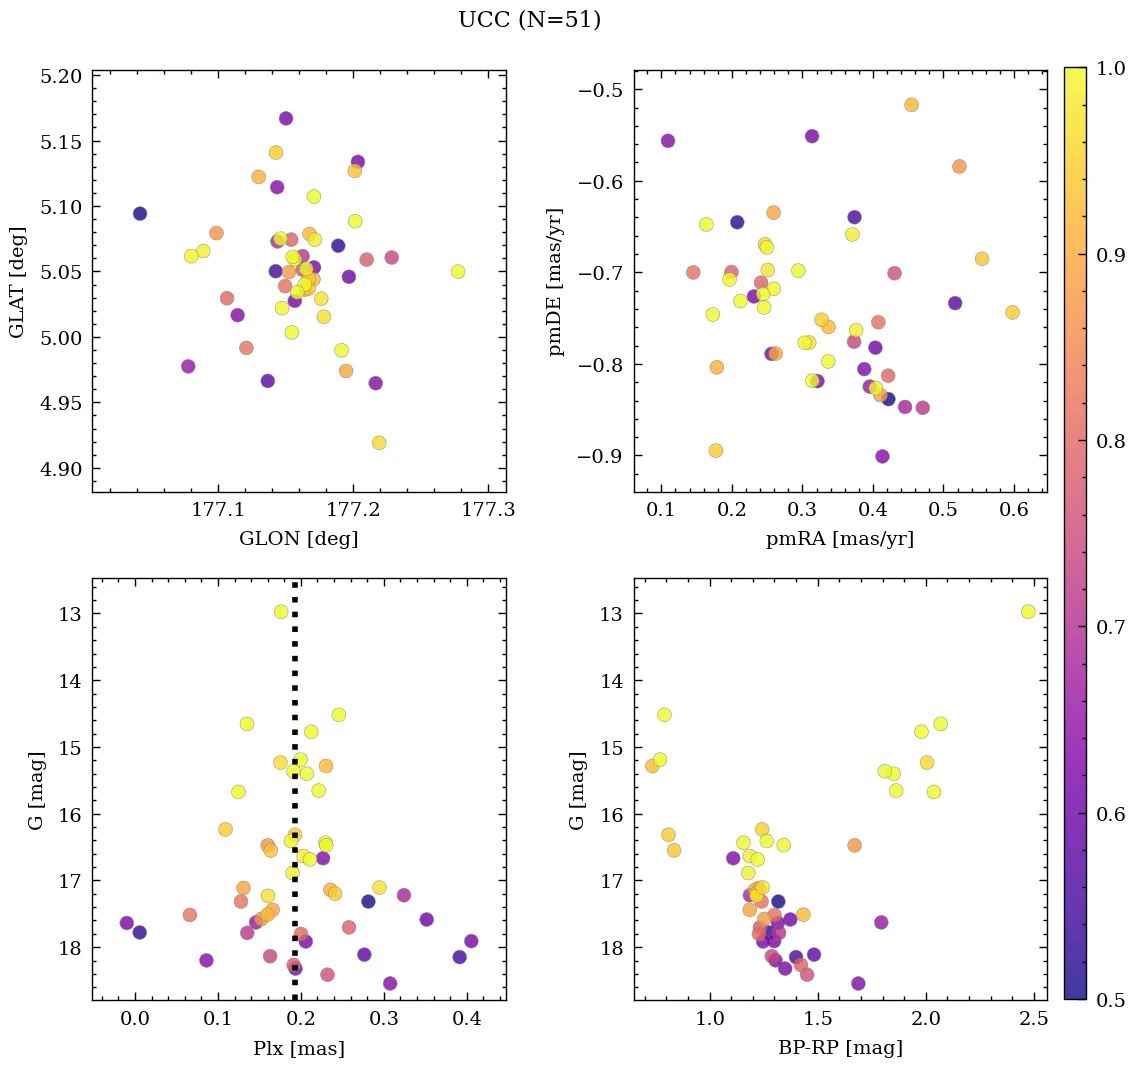 UCC (N=51)
5.20
5.15
5.10
5.05
5.00
4.95
4.90
GLAT [deg]
177.1 177.2 177.3
GLON [deg]
−0.5
−0.6
−0.7
−0.8
−0.9
pmDE [mas/yr]
0.1 0.2 0.3 0.4 0.5 0.6
pmRA [mas/yr]
13
14
15
16
17
18
G [mag]
0.0 0.1 0.2 0.3 0.4
Plx [mas]
13
14
15
16
17
18
G [mag]
1.0 1.5 2.0 2.5
BP-RP [mag]
1.0
0.9
0.8
0.7
0.6
0.5